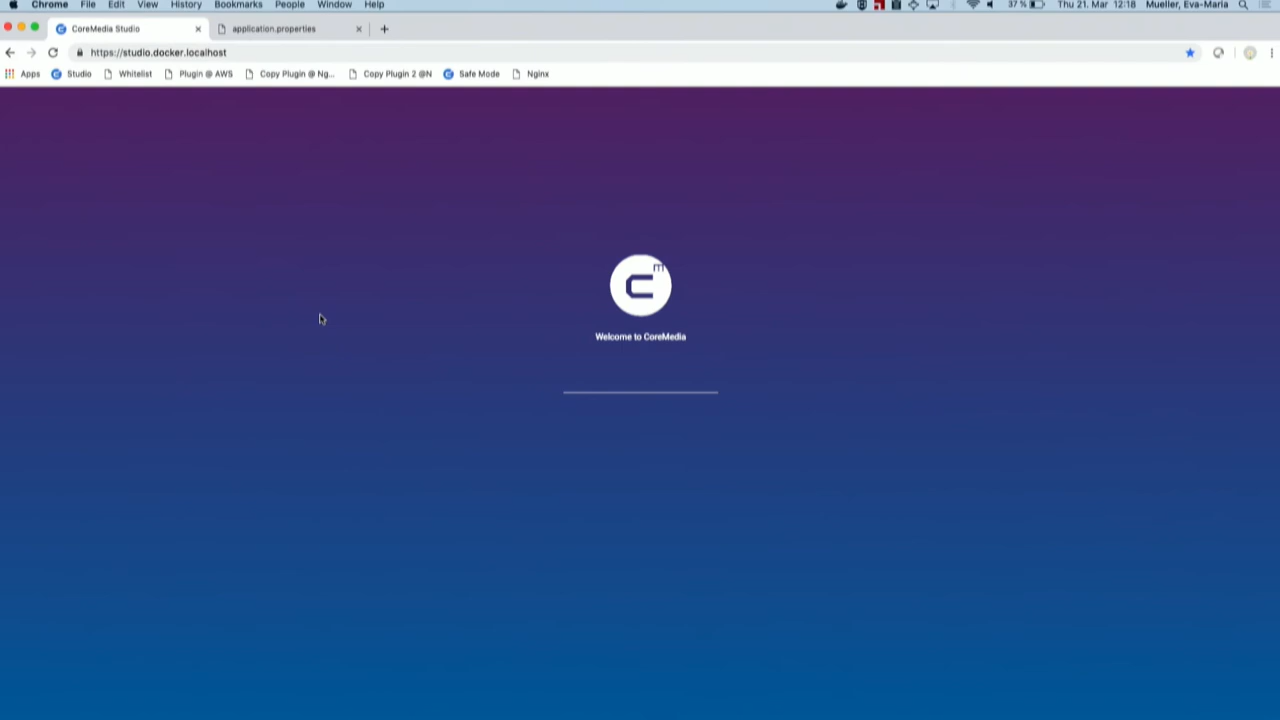 Chrome File Edit View History Bookmarks People Window Help 37 % Thu 21. Mar 12:18 Mueller, Eva-Maria
CoreMedia Studio application.properties
https://studio.docker.localhost
Apps Studio Whitelist Plugin @ AWS Copy Plugin @ Ng... Copy Plugin 2 @N Safe Mode Nginx
C m
Welcome to CoreMedia